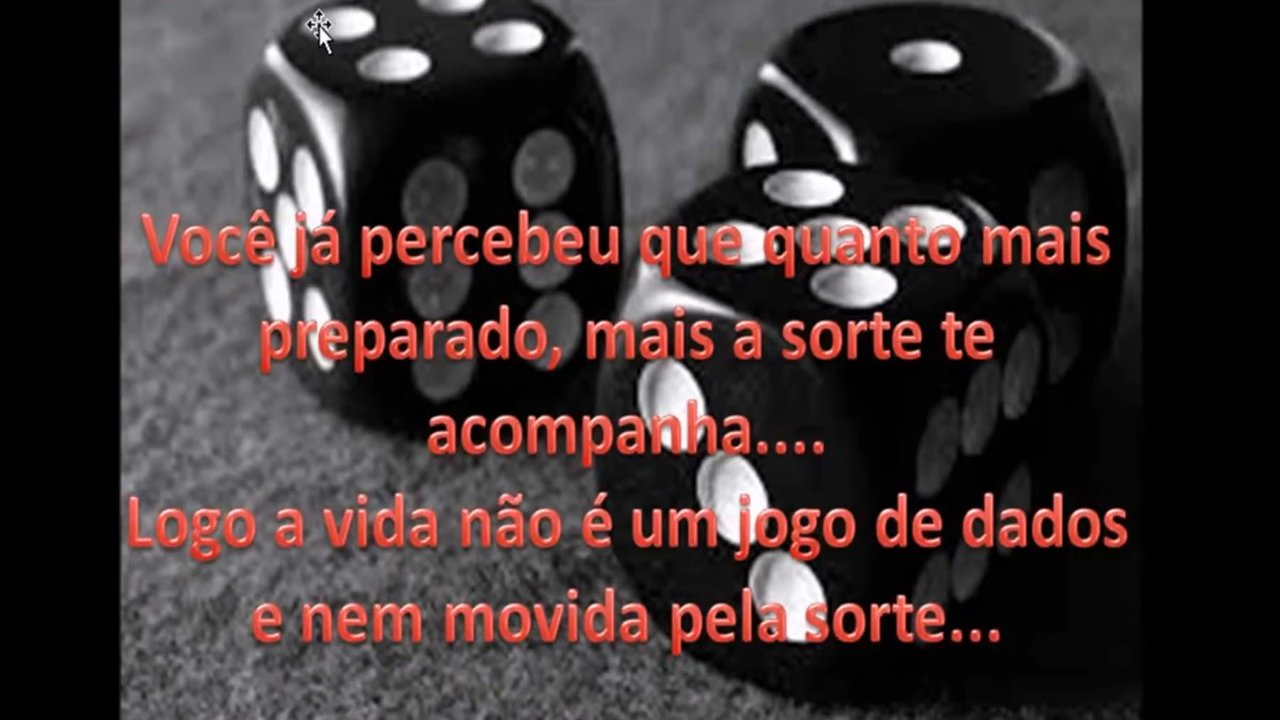 Você já percebeu que quanto mais
preparado, mais a sorte te
acompanha....
Logo a vida não é um jogo de dados
e nem movida pela sorte...